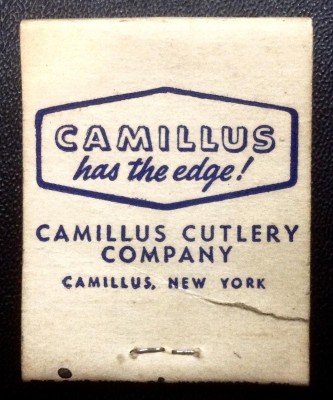 CAMILLUS
has the edge!
CAMILLUS CUTLERY
COMPANY
CAMILLUS, NEW YORK